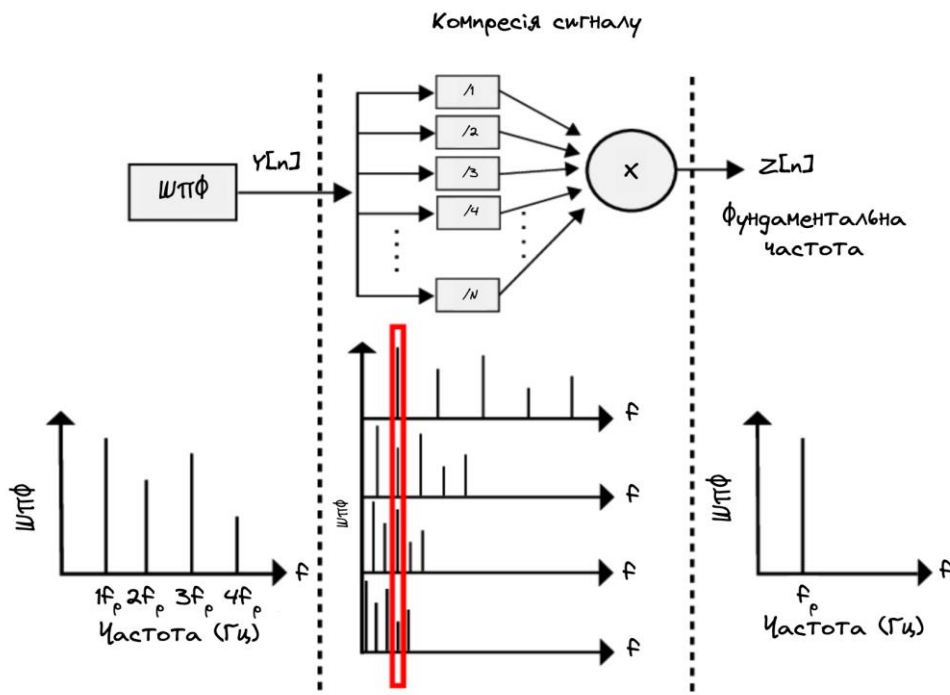 Компресія сигналу
ШПФ
Y[n]
/1
/2
/3
/4
/N
X
Z[n]
Фундаментальна
частота
ШПФ
f
1fₚ 2fₚ 3fₚ 4fₚ
Частота (Гц)
ШПФ
f
f
f
f
ШПФ
f
fₚ
Частота (Гц)